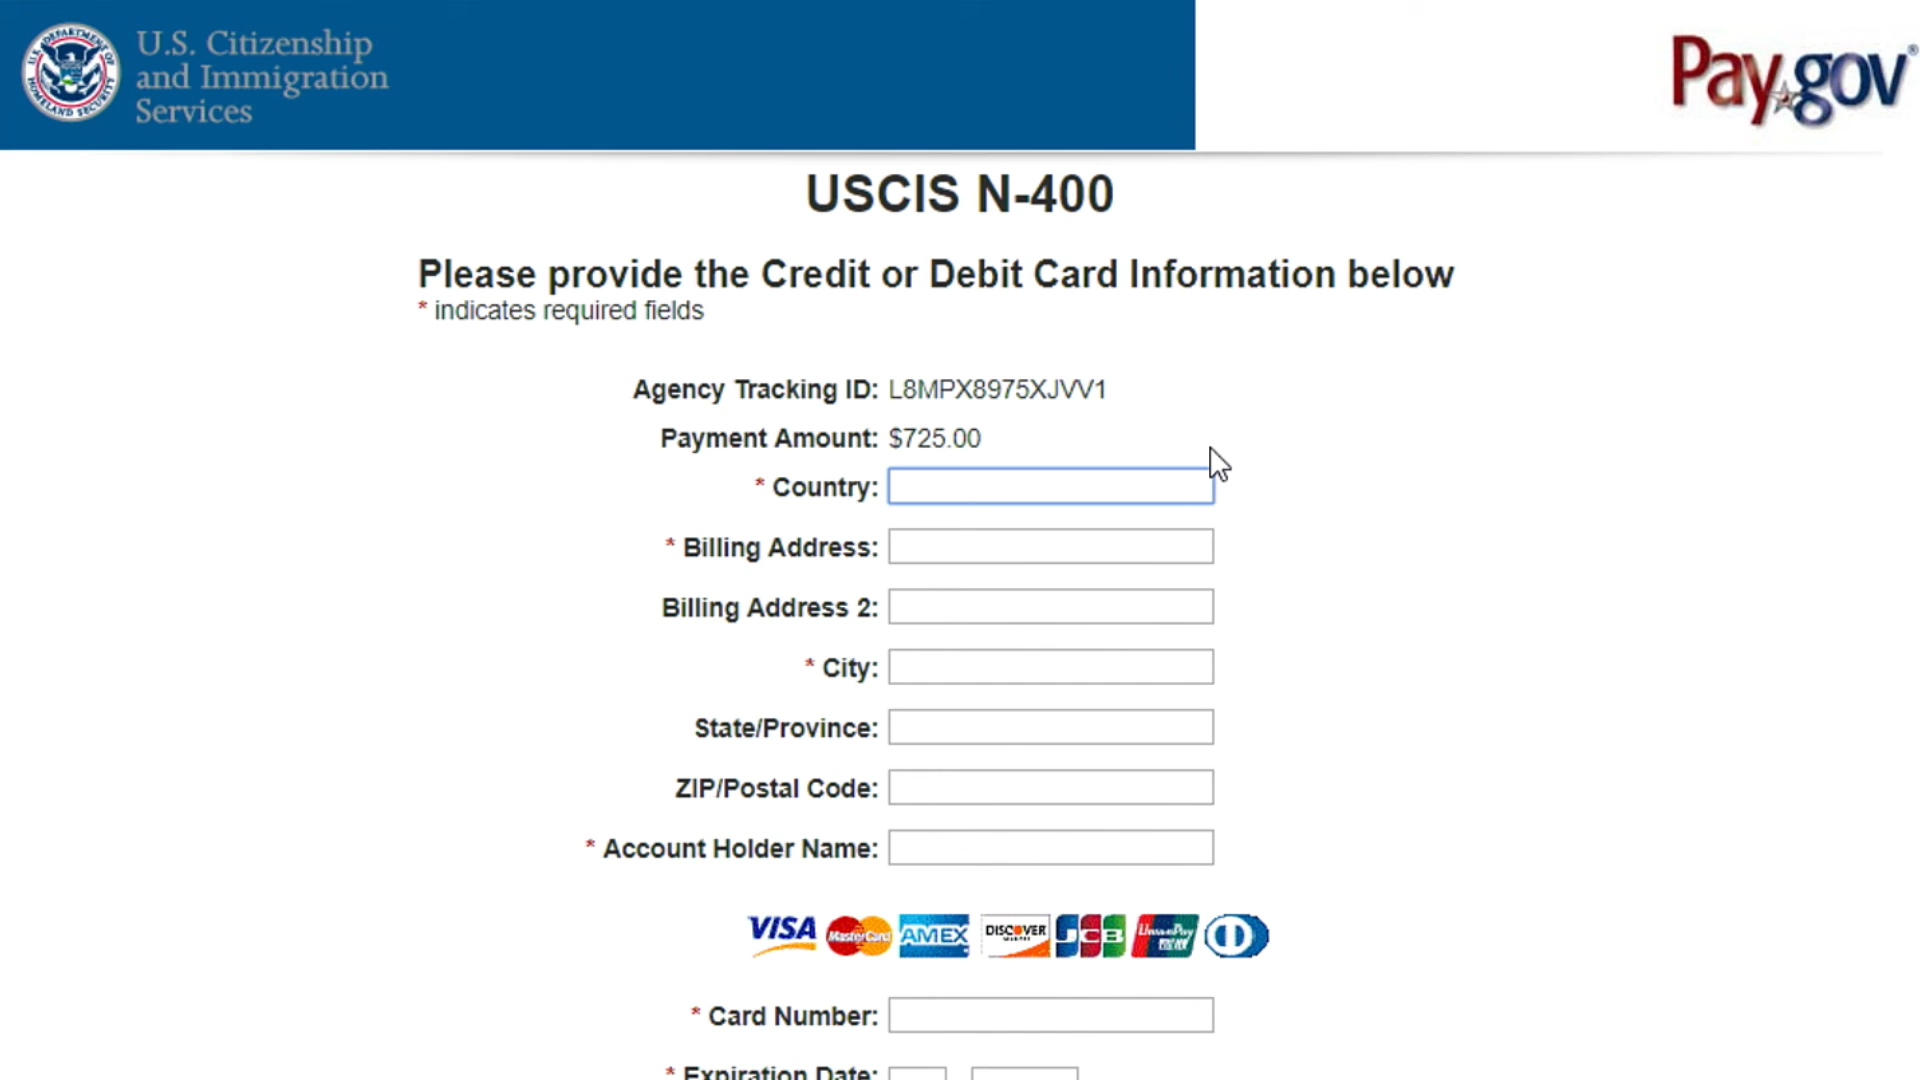 U.S. Citizenship
and Immigration
Services
Pay.gov®
USCIS N-400
Please provide the Credit or Debit Card Information below
* indicates required fields
Agency Tracking ID: L8MPX8975XJVV1
Payment Amount: $725.00
* Country:
* Billing Address:
Billing Address 2:
* City:
State/Province:
ZIP/Postal Code:
* Account Holder Name:
VISA MasterCard AMEX DISCOVER JCB UnionPay
* Card Number:
* Expiration Date: